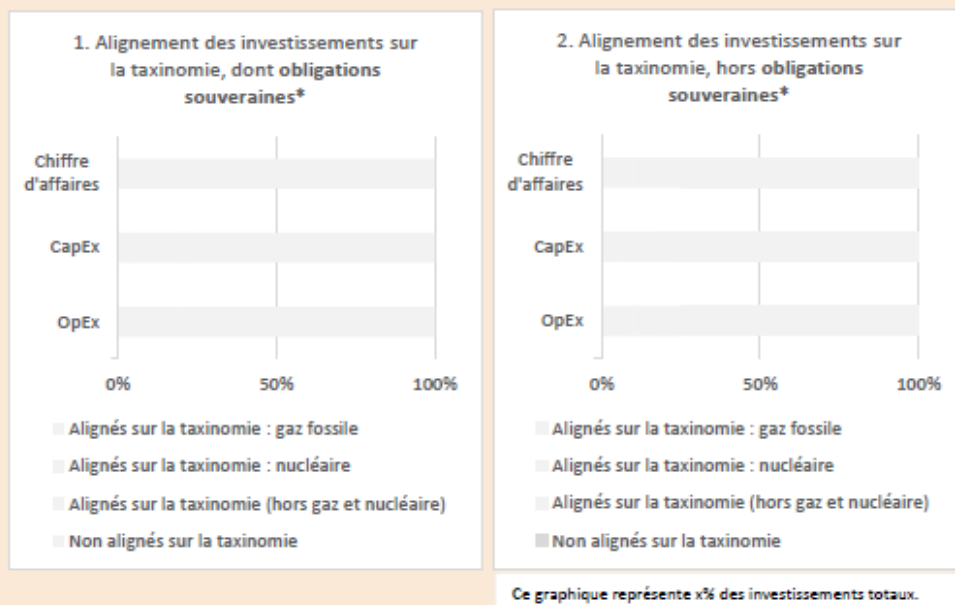 1. Alignement des investissements sur
la taxinomie, dont obligations
souveraines*
Chiffre
d'affaires
CapEx
OpEx
0% 50% 100%
Alignés sur la taxinomie : gaz fossile
Alignés sur la taxinomie : nucléaire
Alignés sur la taxinomie (hors gaz et nucléaire)
Non alignés sur la taxinomie
2. Alignement des investissements sur
la taxinomie, hors obligations
souveraines*
Chiffre
d'affaires
CapEx
OpEx
0% 50% 100%
Alignés sur la taxinomie : gaz fossile
Alignés sur la taxinomie : nucléaire
Alignés sur la taxinomie (hors gaz et nucléaire)
Non alignés sur la taxinomie
Ce graphique représente x% des investissements totaux.